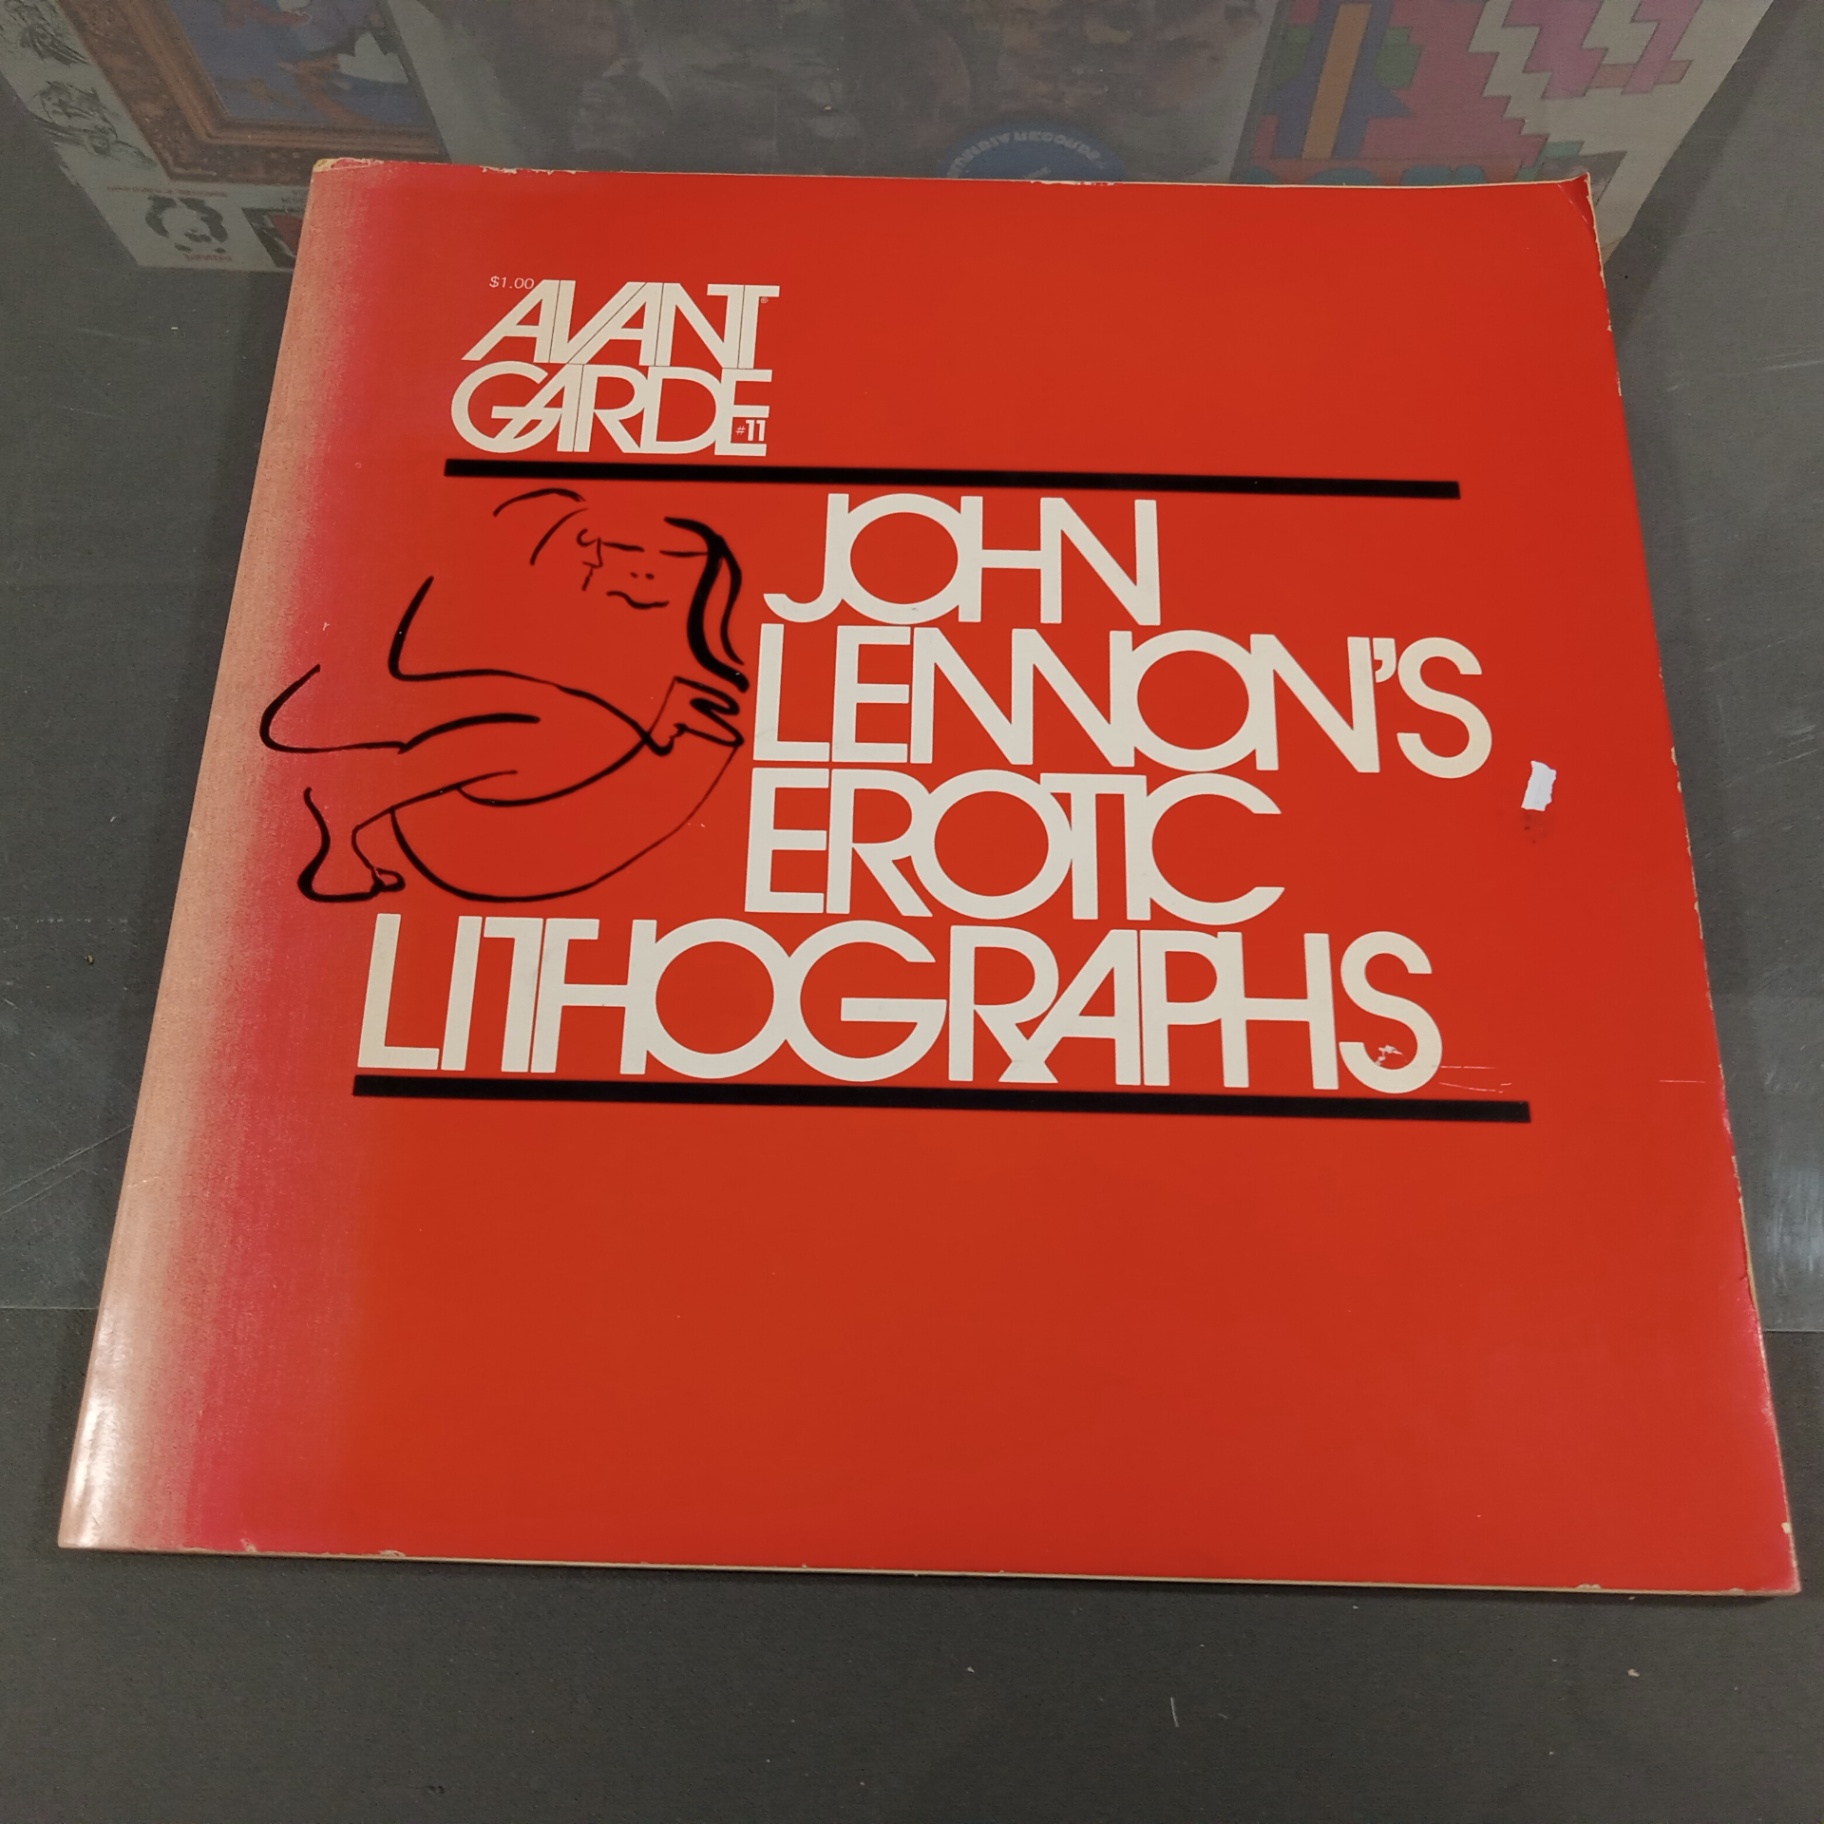 $1.00
AVANT®
GARDE #11
JOHN
LENNON'S
EROTIC
LITHOGRAPHS